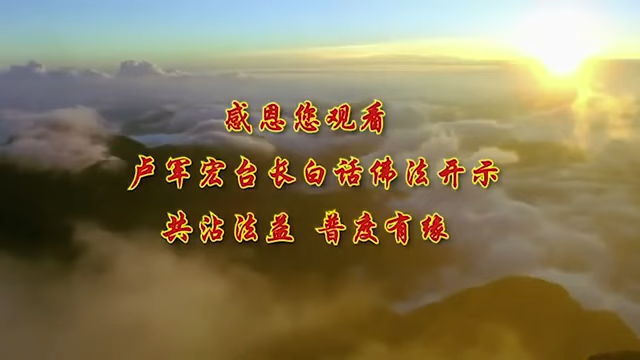 感恩您观看
卢军宏台长白话佛法开示
共沾法益 普度有缘